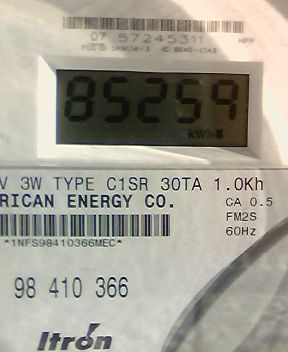 07 57245311
85259
kWh
V 3W TYPE C1SR 30TA 1.0Kh
RICAN ENERGY CO.
CA 0.5
FM2S
60Hz
*1NFS98410366MEC*
98 410 366
Itrón